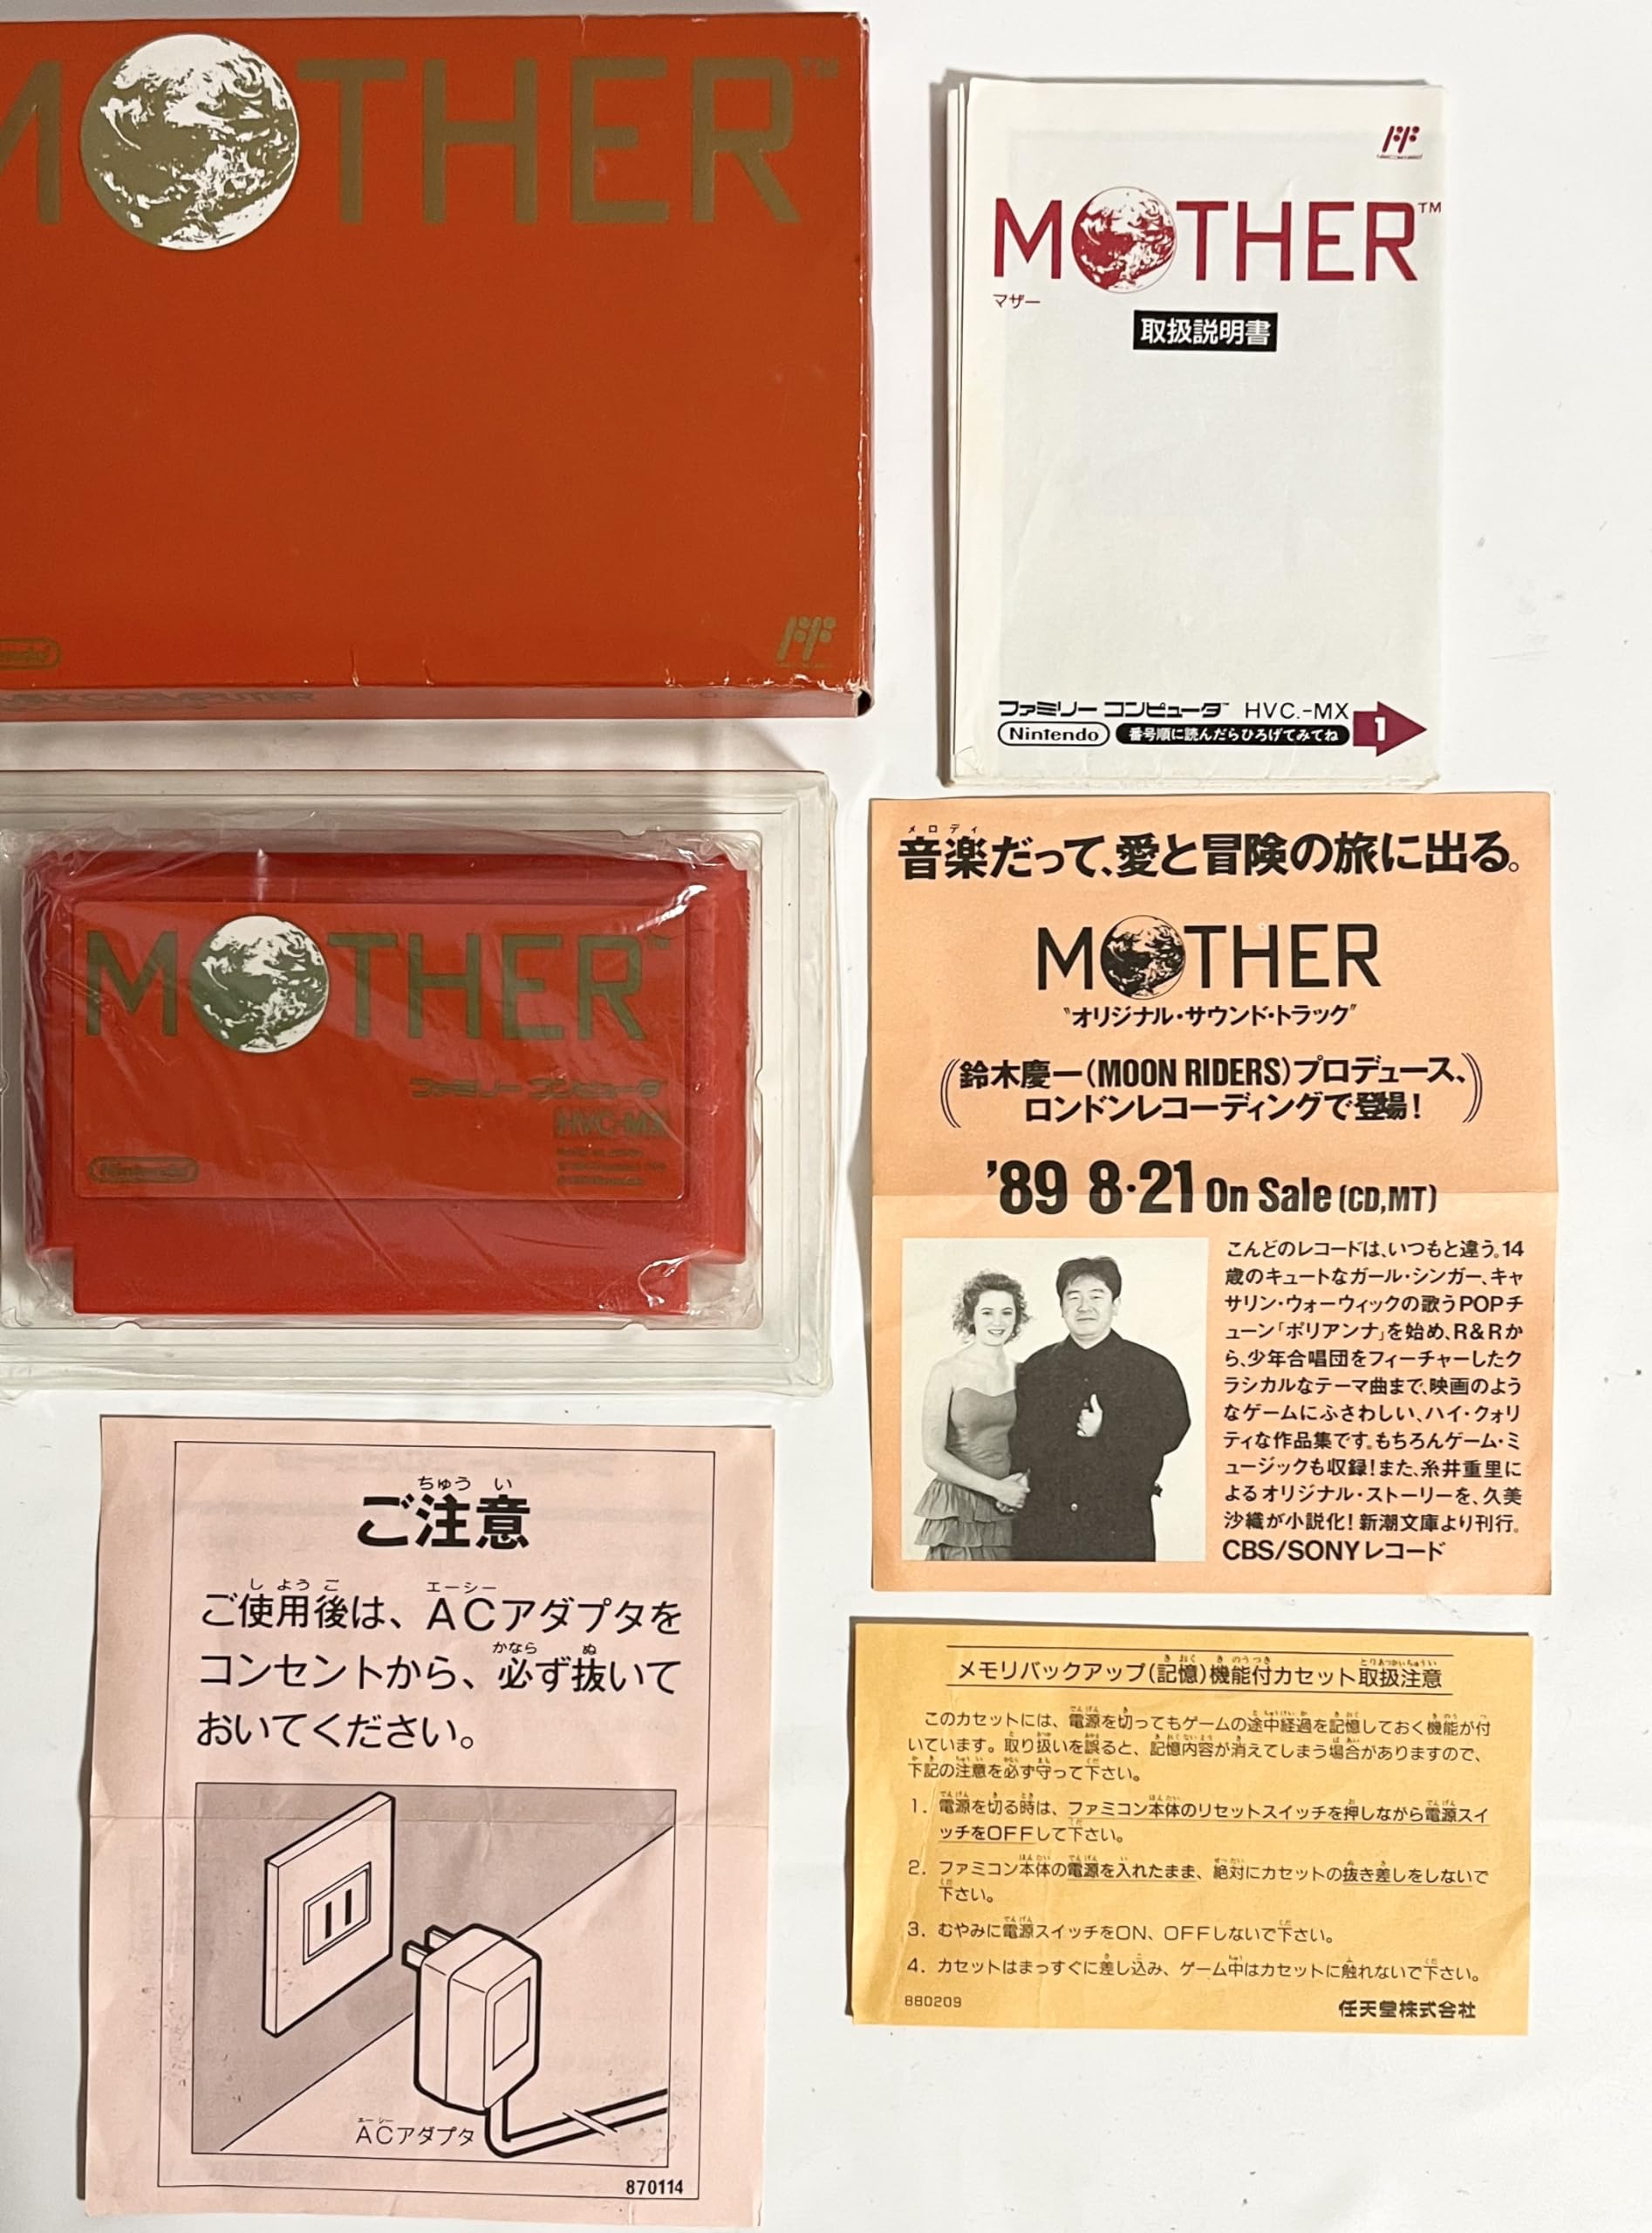 MOTHER™
MOTHER™
マザー
取扱説明書
ファミリー コンピュータ™ HVC.-MX
Nintendo 番号順に読んだらひろげてみてね 1
MOTHER
ファミリー コンピュータ
HVC-MX
Nintendo
メロディ
音楽だって、愛と冒険の旅に出る。
MOTHER
“オリジナル・サウンド・トラック”
鈴木慶一(MOON RIDERS)プロデュース、
ロンドンレコーディングで登場!
'89 8・21 On Sale (CD,MT)
こんどのレコードは、いつもと違う。14
歳のキュートなガール・シンガー、キャ
サリン・ウォーウィックの歌うPOPチ
ューン「ポリアンナ」を始め、R&Rか
ら、少年合唱団をフィーチャーしたク
ラシカルなテーマ曲まで、映画のよう
なゲームにふさわしい、ハイ・クォリ
ティな作品集です。もちろんゲーム・ミ
ュージックも収録!また、糸井重里に
よるオリジナル・ストーリーを、久美
沙織が小説化!新潮文庫より刊行。
CBS/SONYレコード
ちゅう い
ご注意
し よう ご エーシー
ご使用後は、ACアダプタを
かなら ぬ
コンセントから、必ず抜いて
おいてください。
エーシー
ACアダプタ
870114
き おく き のうつき とりあつかいちゅうい
メモリバックアップ(記憶)機能付カセット取扱注意
このカセットには、電源を切ってもゲームの途中経過を記憶しておく機能が付
いています。取り扱いを誤ると、記憶内容が消えてしまう場合がありますので、
下記の注意を必ず守って下さい。
1. 電源を切る時は、ファミコン本体のリセットスイッチを押しながら電源スイ
ッチをOFFして下さい。
2. ファミコン本体の電源を入れたまま、絶対にカセットの抜き差しをしないで
下さい。
3. むやみに電源スイッチをON、OFFしないで下さい。
4. カセットはまっすぐに差し込み、ゲーム中はカセットに触れないで下さい。
880209
任天堂株式会社